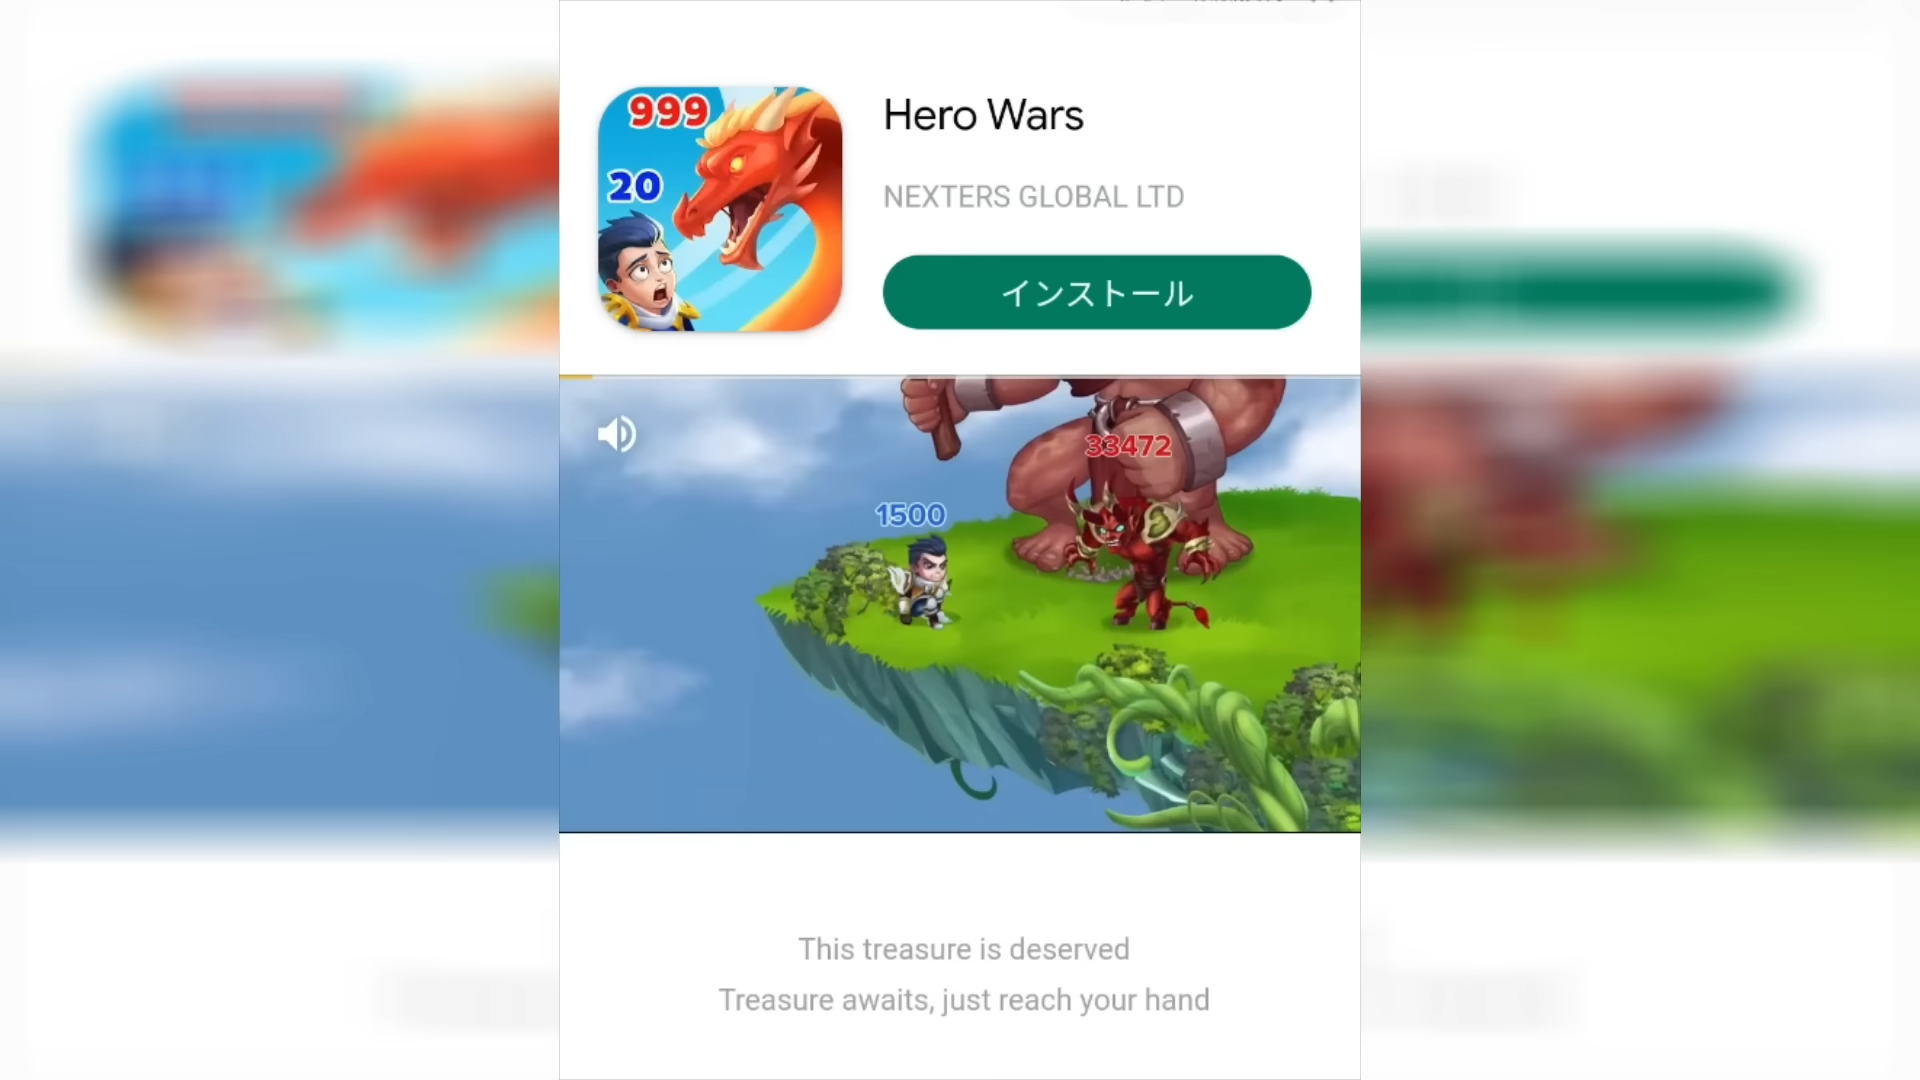 999
20
Hero Wars
NEXTERS GLOBAL LTD
インストール
33472
1500
This treasure is deserved
Treasure awaits, just reach your hand